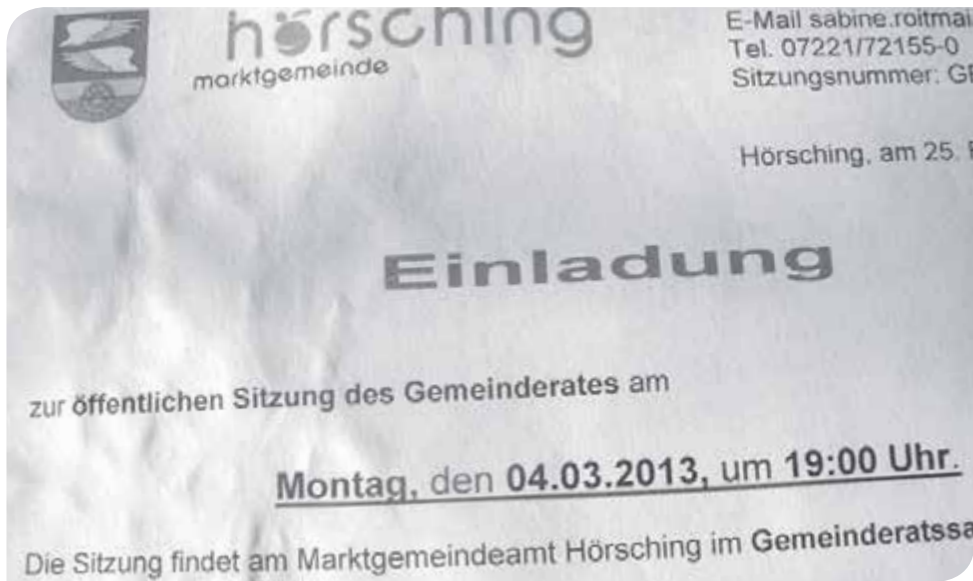 hörsching
marktgemeinde
E-Mail sabine.roitmai
Tel. 07221/72155-0
Sitzungsnummer: GE
Hörsching, am 25.
Einladung
zur öffentlichen Sitzung des Gemeinderates am
Montag, den 04.03.2013, um 19:00 Uhr.
Die Sitzung findet am Marktgemeindeamt Hörsching im Gemeinderatssa